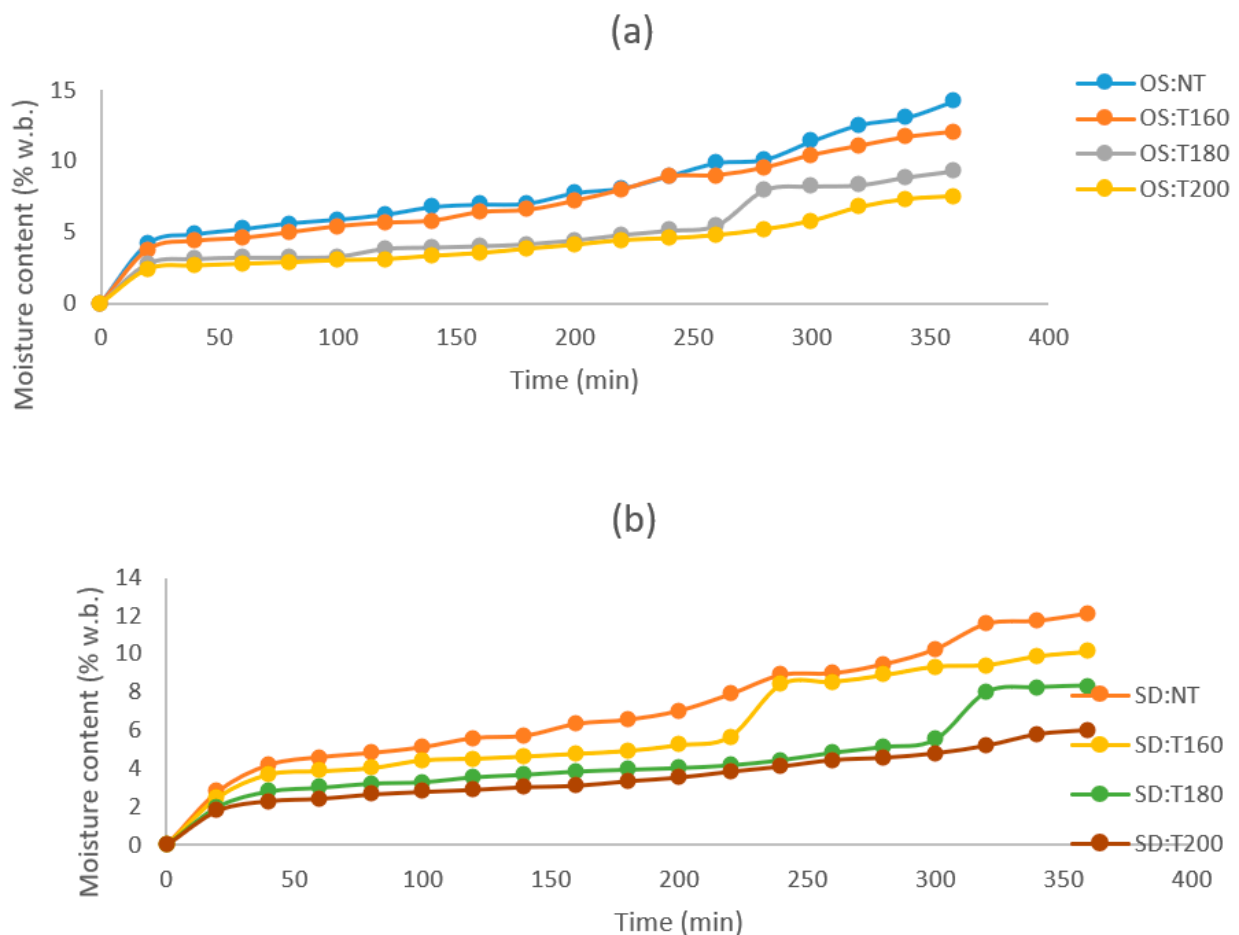 (a)
Moisture content (% w.b.)
15
10
5
0
0 50 100 150 200 250 300 350 400
Time (min)
OS:NT
OS:T160
OS:T180
OS:T200
(b)
Moisture content (% w.b.)
14
12
10
8
6
4
2
0
0 50 100 150 200 250 300 350 400
Time (min)
SD:NT
SD:T160
SD:T180
SD:T200